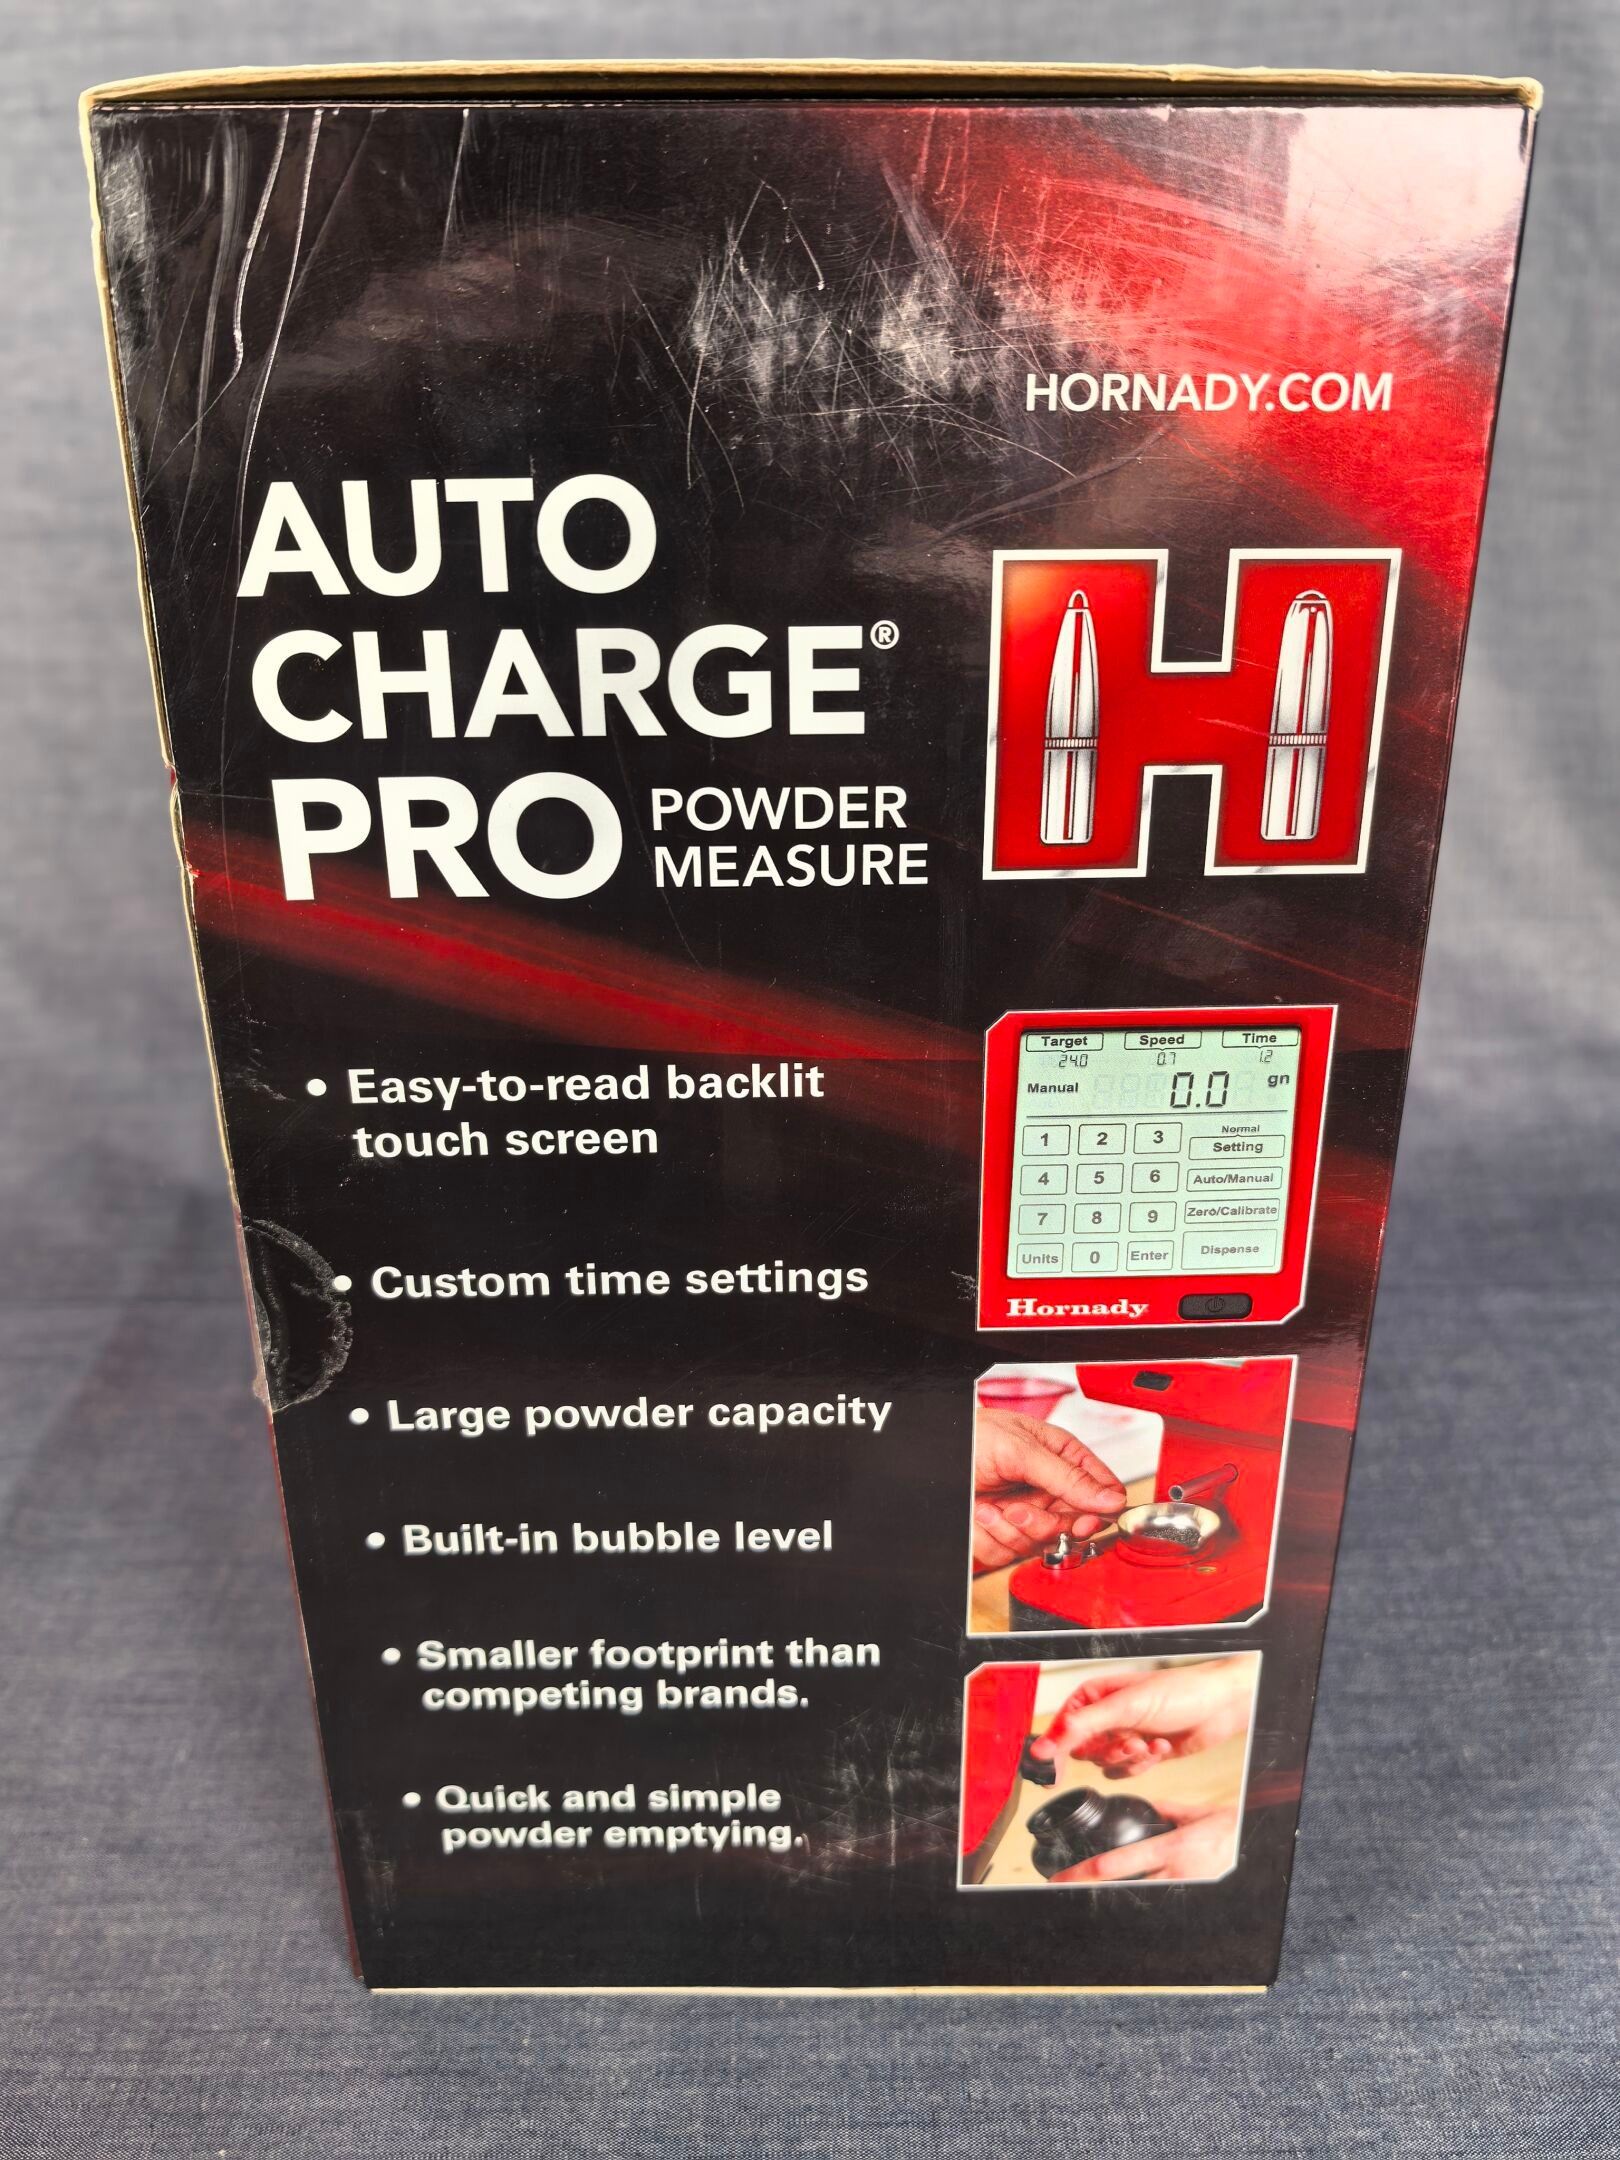 HORNADY.COM
AUTO
CHARGE®
PRO
POWDER
MEASURE
H
• Easy-to-read backlit
touch screen
• Custom time settings
• Large powder capacity
• Built-in bubble level
• Smaller footprint than
competing brands.
• Quick and simple
powder emptying.
Target Speed Time
24.0 0.7 1.2
Manual 0.0 gn
Normal
1 2 3 Setting
4 5 6 Auto/Manual
7 8 9 Zero/Calibrate
Units 0 Enter Dispense
Hornady